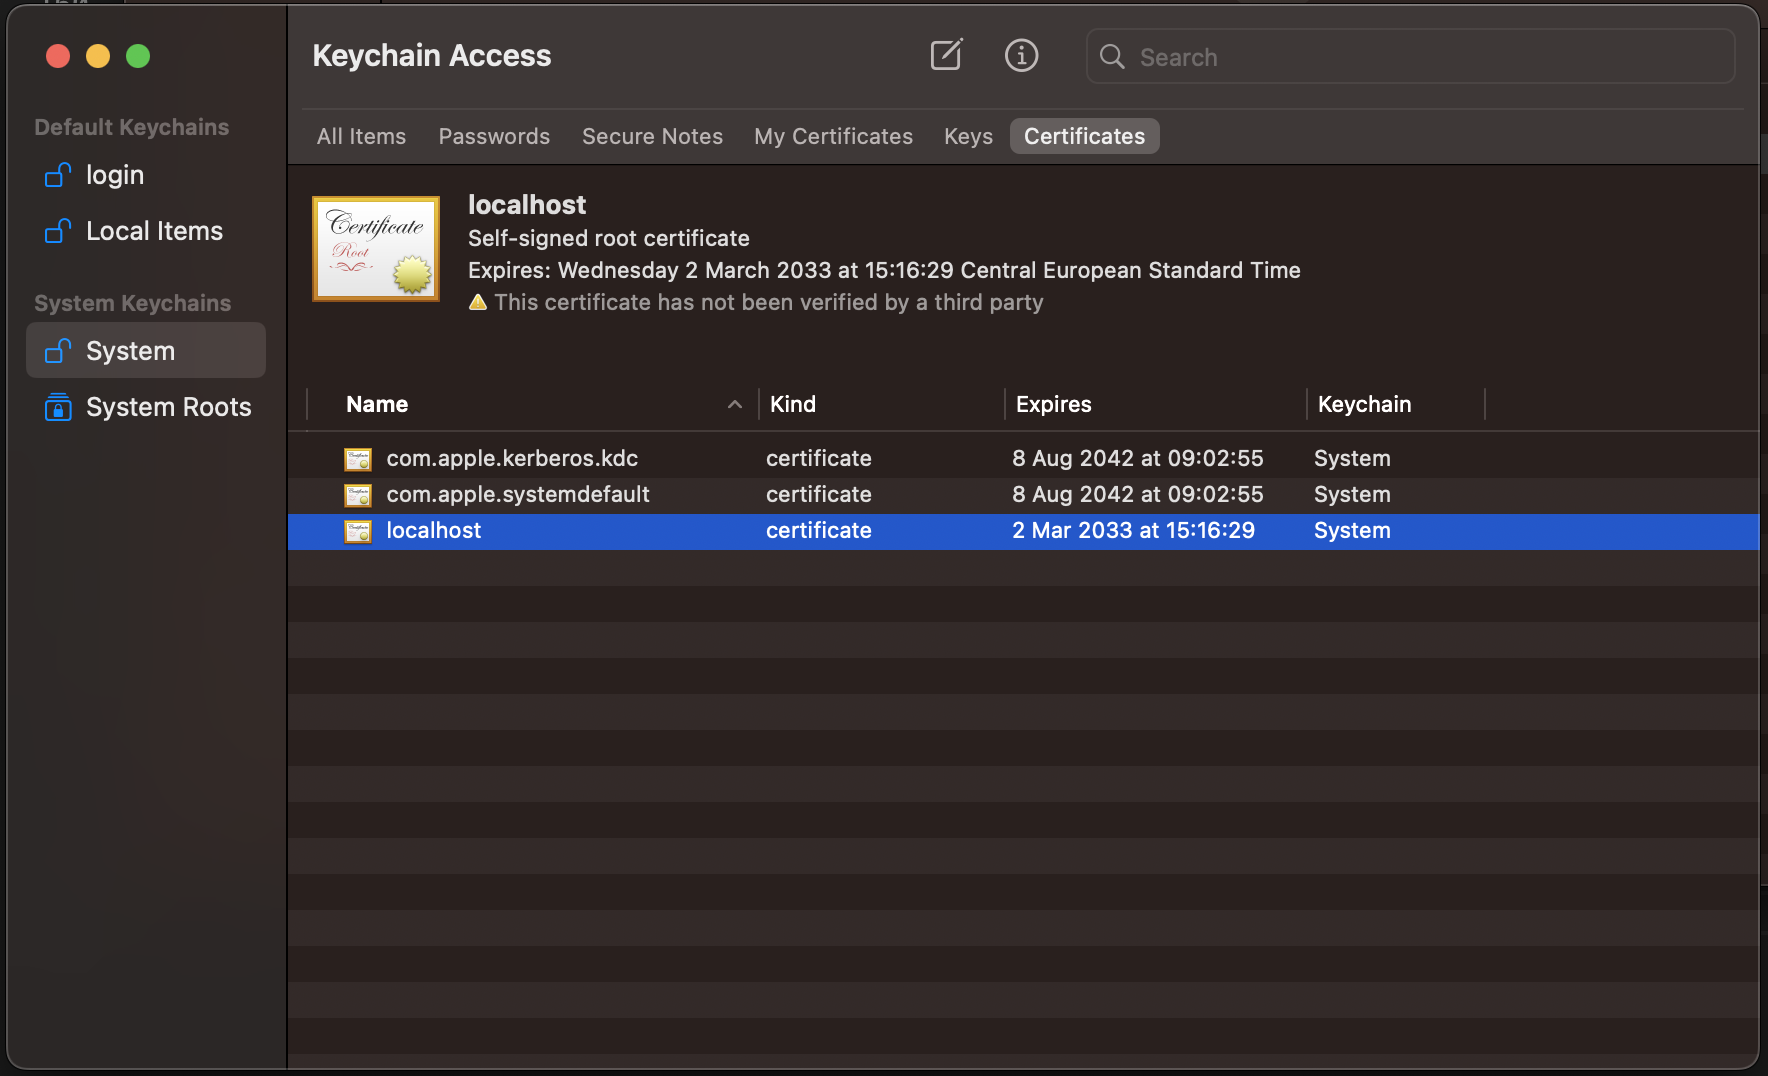 Keychain Access
Search
Default Keychains
login
Local Items
System Keychains
System
System Roots
All Items
Passwords
Secure Notes
My Certificates
Keys
Certificates
Certificate
Root
localhost
Self-signed root certificate
Expires: Wednesday 2 March 2033 at 15:16:29 Central European Standard Time
This certificate has not been verified by a third party
Name Kind Expires Keychain
com.apple.kerberos.kdc certificate 8 Aug 2042 at 09:02:55 System
com.apple.systemdefault certificate 8 Aug 2042 at 09:02:55 System
localhost certificate 2 Mar 2033 at 15:16:29 System